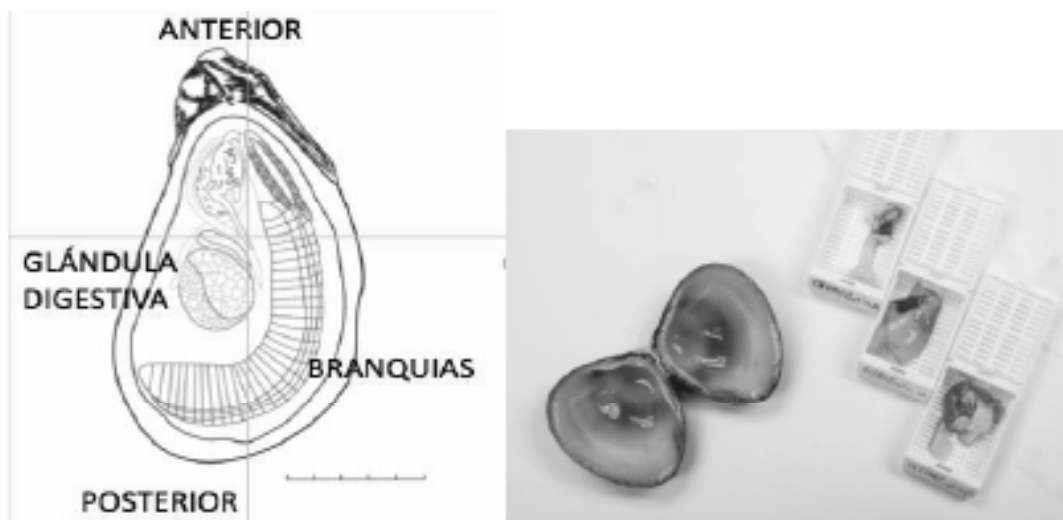 ANTERIOR
GLÁNDULA
DIGESTIVA
BRANQUIAS
POSTERIOR